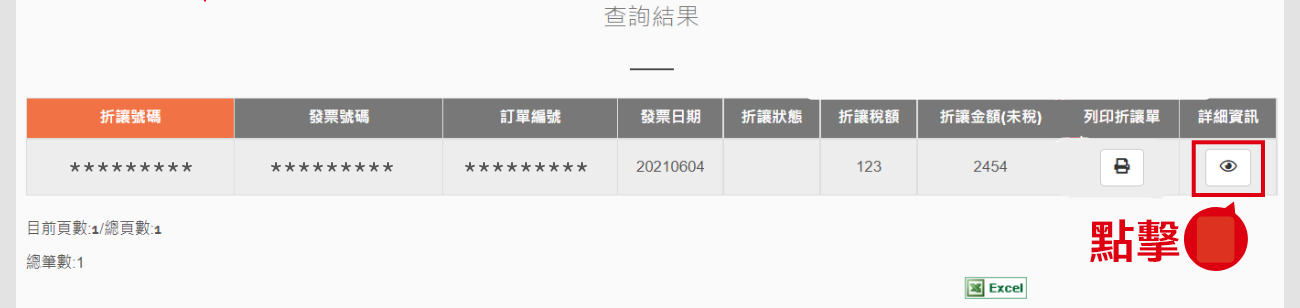 查詢結果
折讓號碼 發票號碼 訂單編號 發票日期 折讓狀態 折讓稅額 折讓金額(未稅) 列印折讓單 詳細資訊
********* ********* ********* 20210604 123 2454
目前頁數:1/總頁數:1
點擊
總筆數:1
Excel